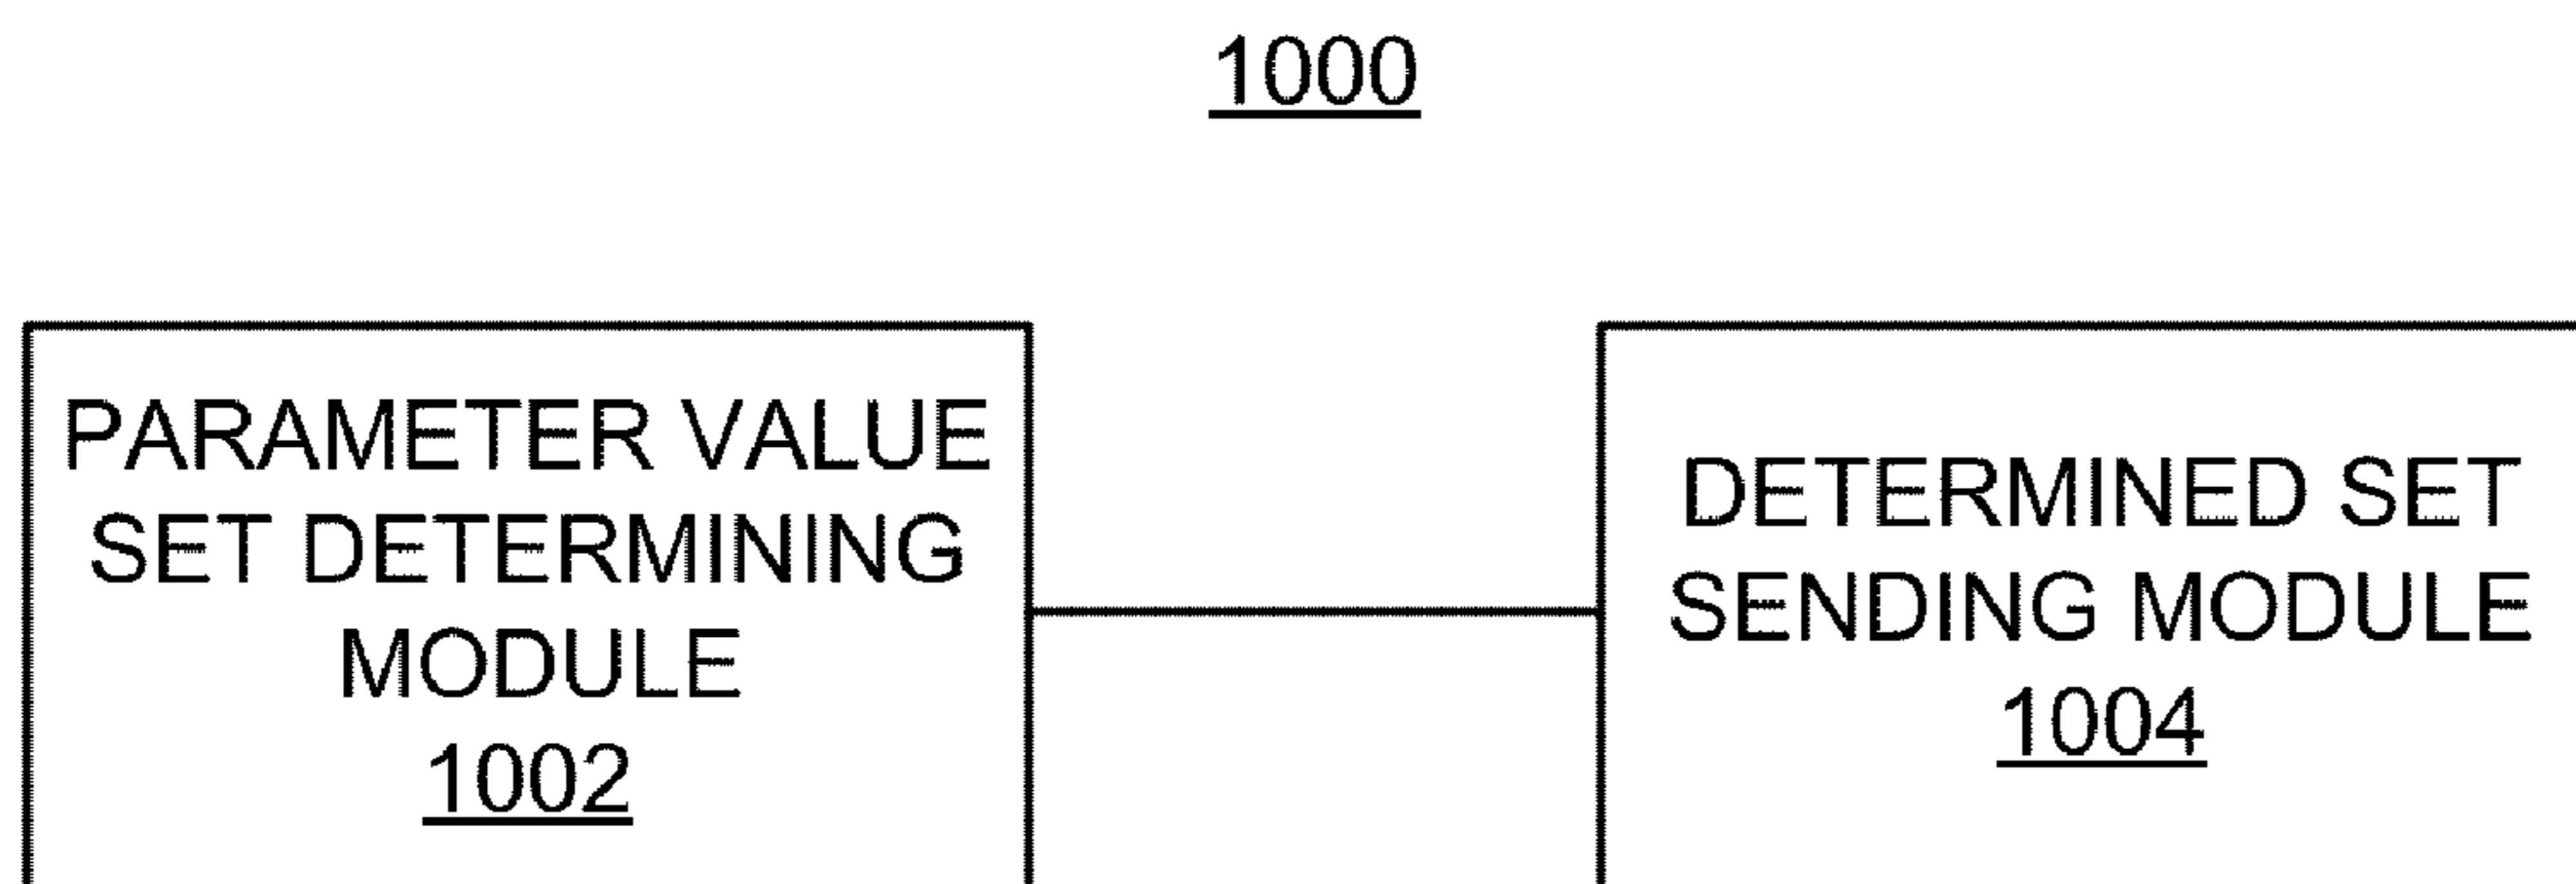 1000
PARAMETER VALUE
SET DETERMINING
MODULE
1002
DETERMINED SET
SENDING MODULE
1004